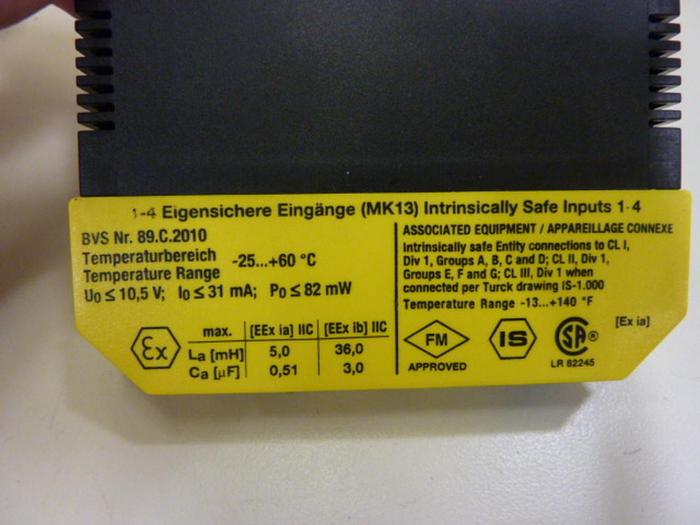 1-4 Eigensichere Eingänge (MK13) Intrinsically Safe Inputs 1-4
BVS Nr. 89.C.2010
Temperaturbereich
Temperature Range
-25...+60 °C
U₀ ≤ 10,5 V; I₀ ≤ 31 mA; P₀ ≤ 82 mW
Ex
max. [EEx ia] IIC [EEx ib] IIC
La [mH] 5,0 36,0
Ca [µF] 0,51 3,0
ASSOCIATED EQUIPMENT / APPAREILLAGE CONNEXE
Intrinsically safe Entity connections to CL I,
Div 1, Groups A, B, C and D; CL II, Div 1,
Groups E, F and G; CL III, Div 1 when
connected per Turck drawing IS-1.000
Temperature Range -13...+140 °F
FM
APPROVED
IS
SA
LR 82245
[Ex ia]